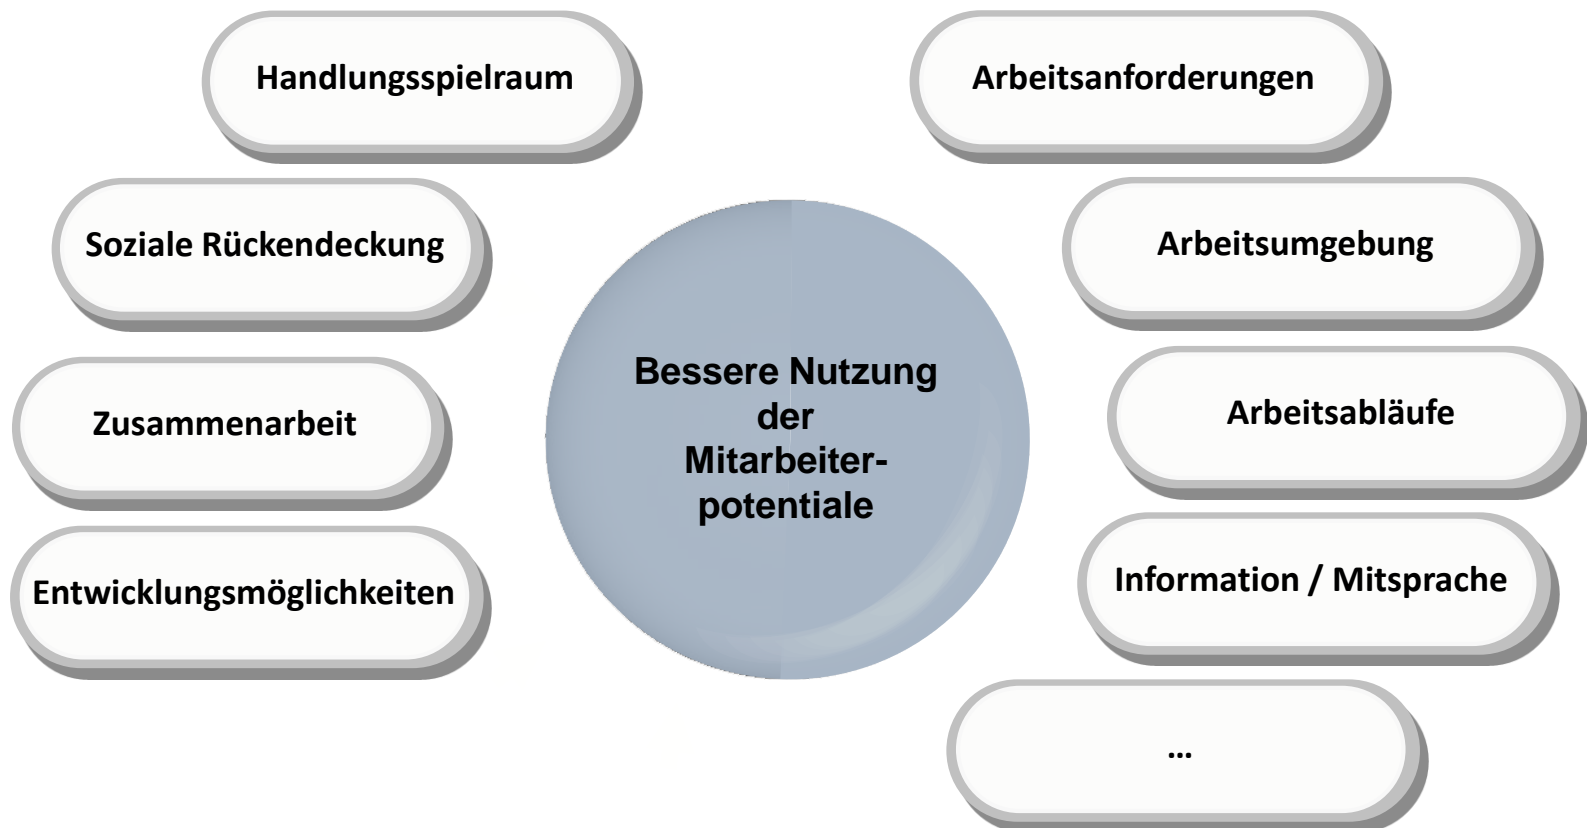 Handlungsspielraum
Arbeitsanforderungen
Soziale Rückendeckung
Arbeitsumgebung
Zusammenarbeit
Arbeitsabläufe
Entwicklungsmöglichkeiten
Information / Mitsprache
...
Bessere Nutzung
der
Mitarbeiter-
potentiale